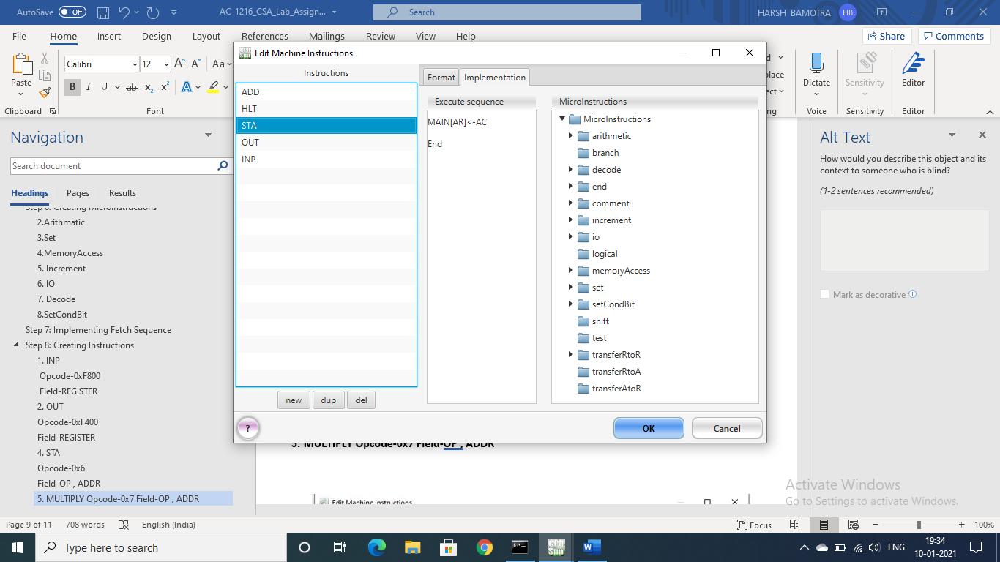 AutoSave Off
AC-1216_CSA_Lab_Assign...
Search
HARSH BAMOTRA HB
File Home Insert Design Layout References Mailings Review View Help
Share Comments
Paste
Clipboard
Calibri 12 A A Aa
B I U ab x2 x2 A
Font
Dictate
Voice
Sensitivity
Sensitivity
Editor
Editor
Navigation
Search document
Headings Pages Results
Step 6: Creating MicroInstructions
2.Arithmatic
3.Set
4.MemoryAccess
5. Increment
6. IO
7. Decode
8.SetCondBit
Step 7: Implementing Fetch Sequence
Step 8: Creating Instructions
1. INP
Opcode-0xF800
Field-REGISTER
2. OUT
Opcode-0xF400
Field-REGISTER
4. STA
Opcode-0x6
Field-OP , ADDR
5. MULTIPLY Opcode-0x7 Field-OP , ADDR
Edit Machine Instructions
Instructions
ADD
HLT
STA
OUT
INP
new dup del
Format Implementation
Execute sequence
MAIN[AR]<-AC
End
MicroInstructions
MicroInstructions
arithmetic
branch
decode
end
comment
increment
io
logical
memoryAccess
set
setCondBit
shift
test
transferRtoR
transferRtoA
transferAtoR
?
OK Cancel
5. MULTIPLY Opcode-0x7 Field-OP , ADDR
Edit Machine Instructions
Alt Text
How would you describe this object and its
context to someone who is blind?
(1-2 sentences recommended)
Mark as decorative
Activate Windows
Go to Settings to activate Windows.
Page 9 of 11 708 words English (India)
Focus
100%
Type here to search
ENG
19:34
10-01-2021